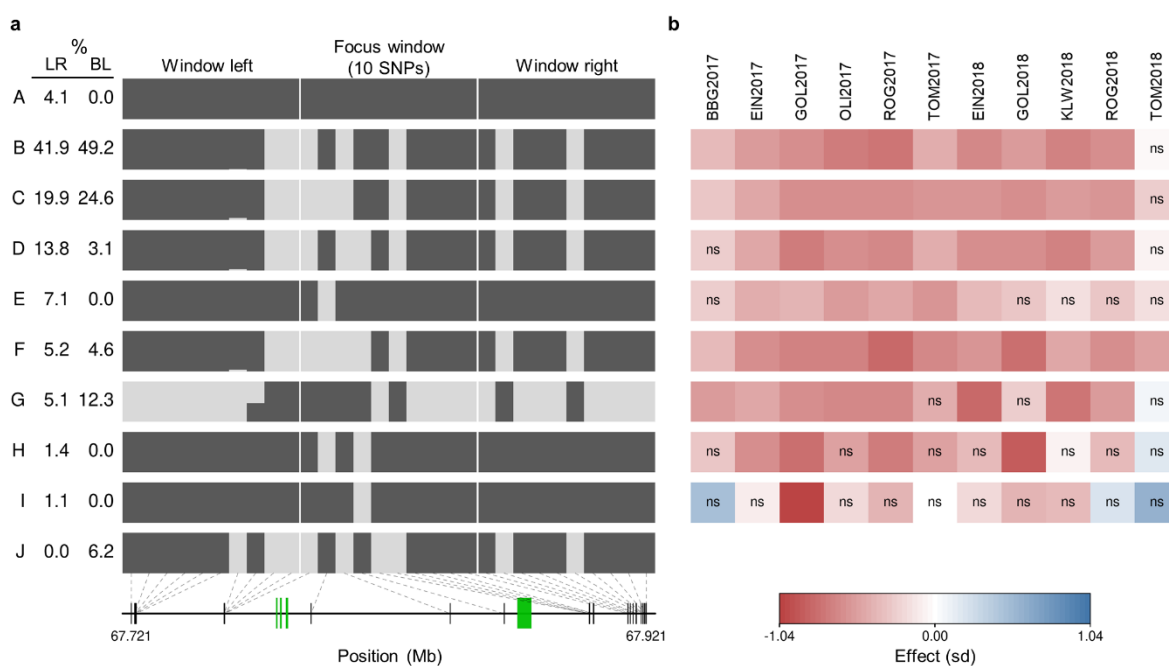 a
b
%
LR BL
Window left
Focus window
(10 SNPs)
Window right
BBG2017 EIN2017 GOL2017 OLI2017 ROG2017 TOM2017 EIN2018 GOL2018 KLW2018 ROG2018 TOM2018
A 4.1 0.0
B 41.9 49.2 ns
C 19.9 24.6 ns
D 13.8 3.1 ns ns
E 7.1 0.0 ns ns ns ns ns
F 5.2 4.6
G 5.1 12.3 ns ns ns
H 1.4 0.0 ns ns ns ns ns ns ns
I 1.1 0.0 ns ns ns ns ns ns ns ns ns ns
J 0.0 6.2
67.721 67.921
Position (Mb)
-1.04 0.00 1.04
Effect (sd)